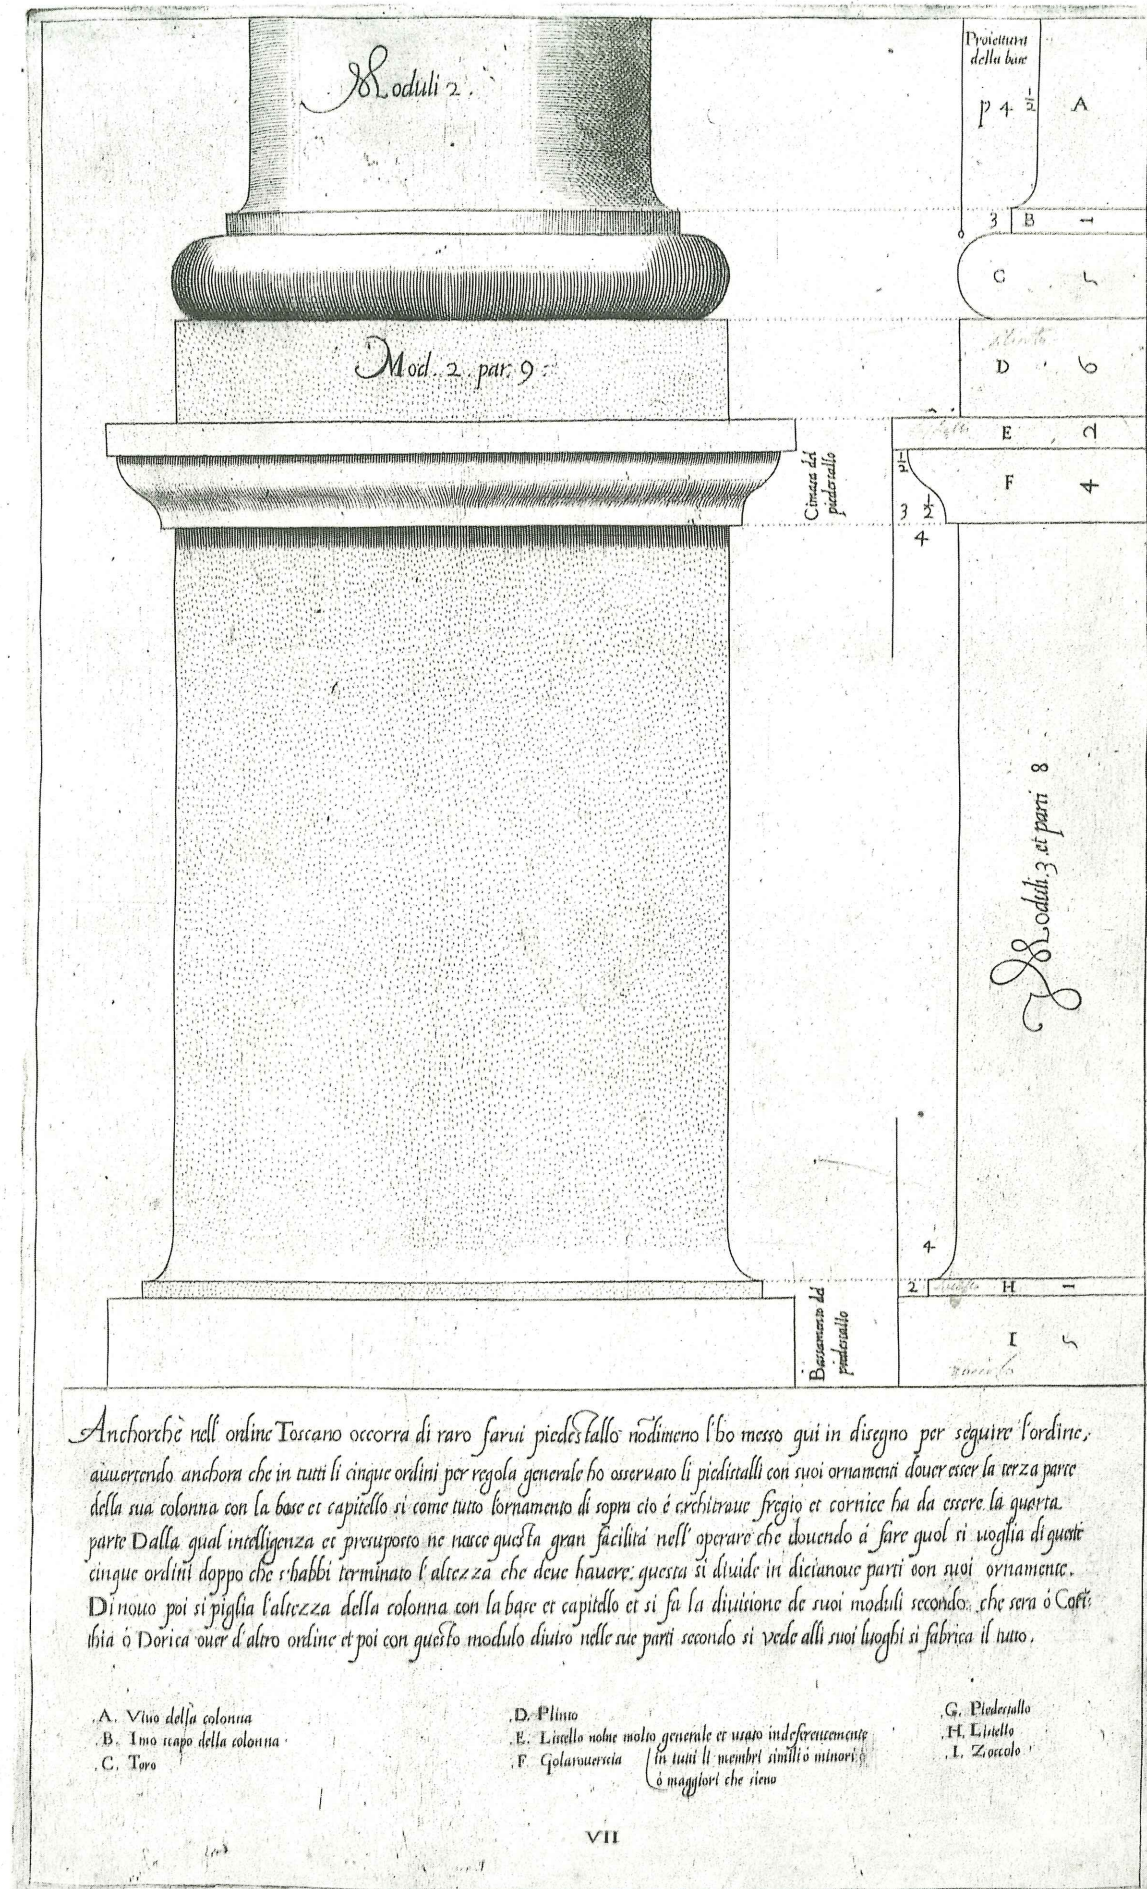 Moduli 2.
Proiettura
della base
p 4 1/2
A
3 B 1
C 5
D 6
Mod. 2. par. 9.
E 2
Cimasa del
piedestallo
1/2
F 4
3 1/2
4
Moduli 3 et parti 8
4
2 H 1
Bassamento del
piedestallo
I 5
Anchorchè nell' ordine Toscano occorra di raro farui piedestallo nõdimeno l'ho messo qui in disegno per seguire l'ordine,
auuertendo anchora che in tutti li cinque ordini per regola generale ho osseruato li piedistalli con suoi ornamenti douer esser la terza parte
della sua colonna con la base et capitello si come tutto l'ornamento di sopra cio é architraue fregio et cornice ha da essere la quarta
parte Dalla qual intelligenza et presuposto ne nasce questa gran facilitá nell' operare che douendo á fare qual si uoglia di questi
cinque ordini doppo che s'habbi terminato l'altezza che deue hauere: questa si diuide in dicianoue parti con suoi ornamente.
Di nouo poi si piglia l'altezza della colonna con la base et capitello et si fa la diuisione de suoi moduli secondo che sera ó Corĩ:
thia ó Dorica ouer d'altro ordine et poi con questo modulo diuiso nelle sue parti secondo si vede alli suoi luoghi si fabrica il tutto.
.A. Viuo della colonna
.B. Imo scapo della colonna
.C. Toro
.D. Plinto
.E. Listello nome molto generale et usato indeferentemente
.F. Golarouerscia in tutti li membri simili ó minori ó
ó maggiori che sieno
.G. Piedestallo
.H. Listello
.I. Zoccolo
VII